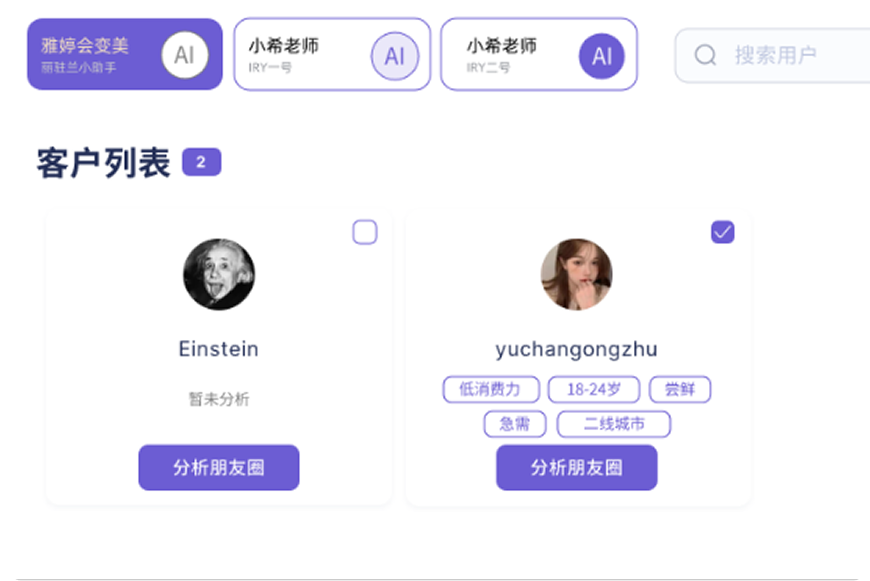 雅婷会变美
丽驻兰小助手
AI
小希老师
IRY一号
AI
小希老师
IRY二号
AI
搜索用户
客户列表 2
Einstein
暂未分析
分析朋友圈
yuchangongzhu
低消费力 18-24岁 尝鲜
急需 二线城市
分析朋友圈